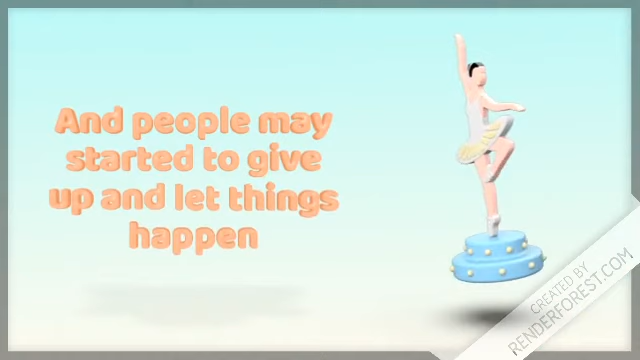 And people may
started to give
up and let things
happen
CREATED BY
RENDERFOREST.COM